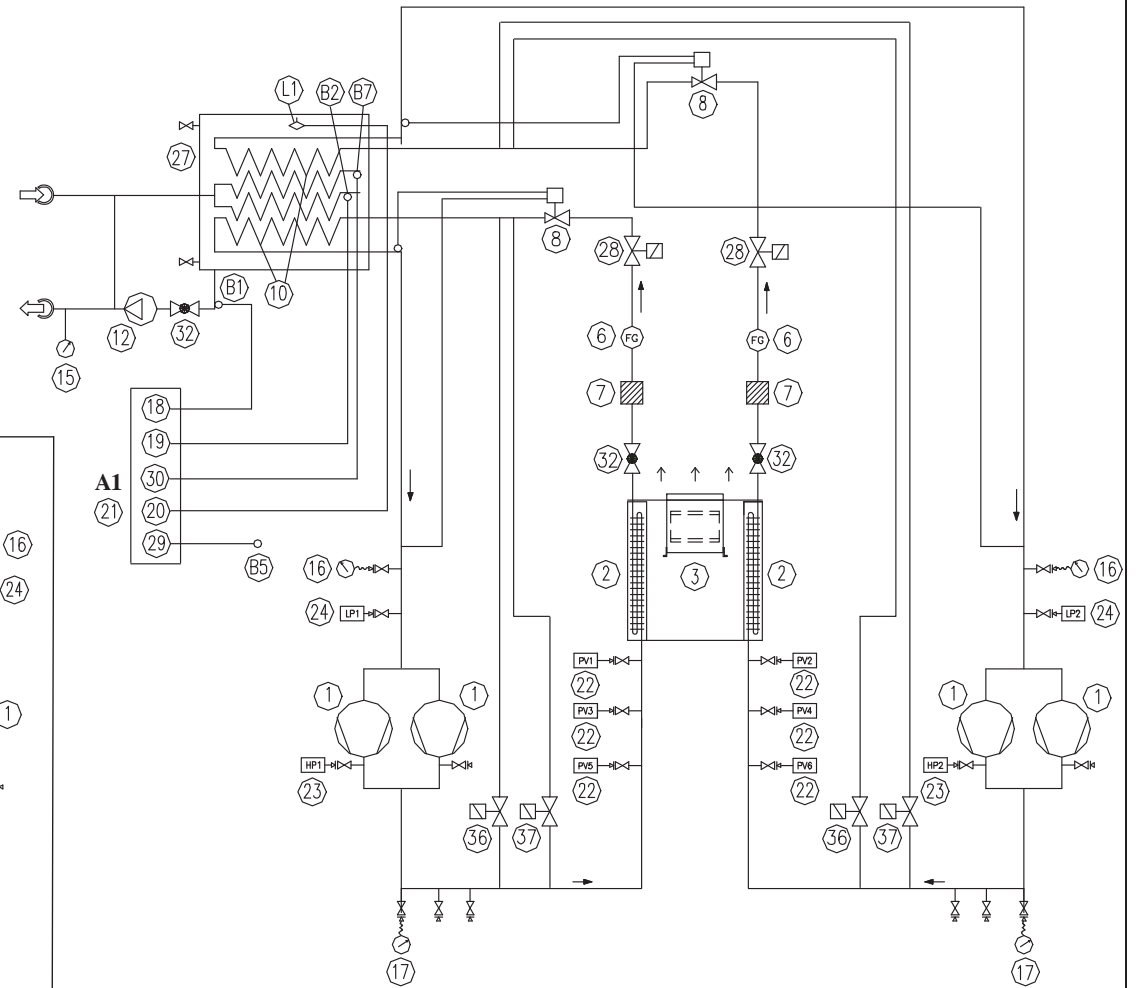 8
L1 B2 B7
27
8
28 28
B1 10
12 32
6 FG FG 6
15
7 7
18
19
32 32
30
A1
21 20
16
29
B5
16 2 3 2 16
24
24 LP1 LP2 24
PV1 PV2
22 22
1 1 1 1
1
PV3 PV4
22 22
HP1 PV5 PV6 HP2
23 22 22 23
36 37 36 37
17 17